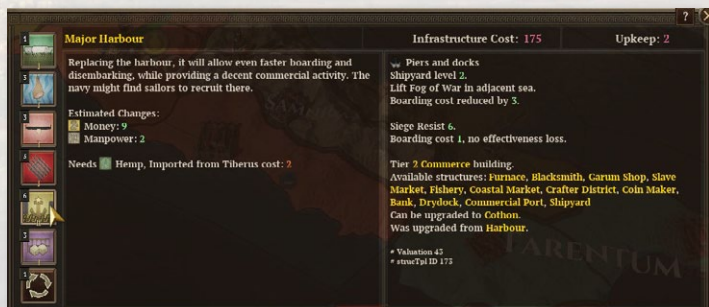 ?
Major Harbour
Infrastructure Cost: 175
Upkeep: 2
Replacing the harbour, it will allow even faster boarding and
disembarking, while providing a decent commercial activity. The
navy might find sailors to recruit there.
Estimated Changes:
Money: 9
Manpower: 2
Needs Hemp, Imported from Tiberus cost: 2
Piers and docks
Shipyard level 2.
Lift Fog of War in adjacent sea.
Boarding cost reduced by 3.
Siege Resist 6.
Boarding cost 1, no effectiveness loss.
Tier 2 Commerce building.
Available structures: Furnace, Blacksmith, Garum Shop, Slave
Market, Fishery, Coastal Market, Crafter District, Coin Maker,
Bank, Drydock, Commercial Port, Shipyard
Can be upgraded to Cothon.
Was upgraded from Harbour.
* Valuation 43
* strucTpl ID 173
1
3
3
6
3
1
TARENTUM